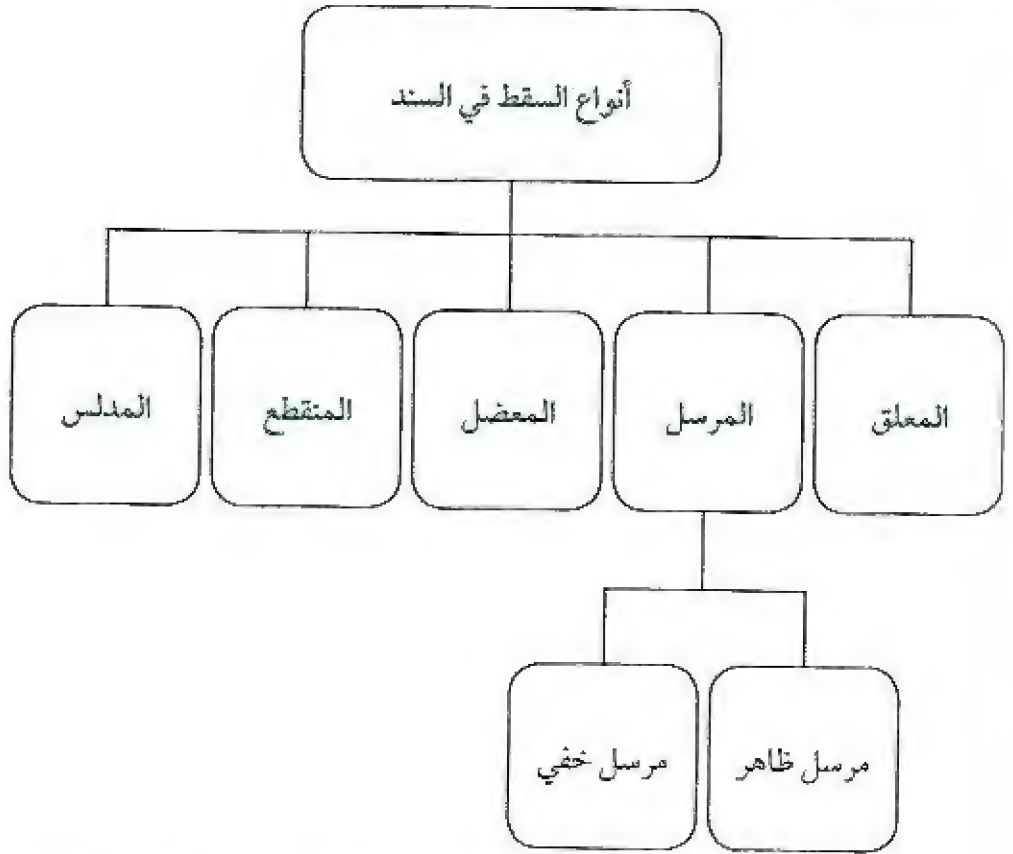 أنواع السقط في السند
المعلق
المرسل
المعضل
المنقطع
المدلس
مرسل ظاهر
مرسل خفي